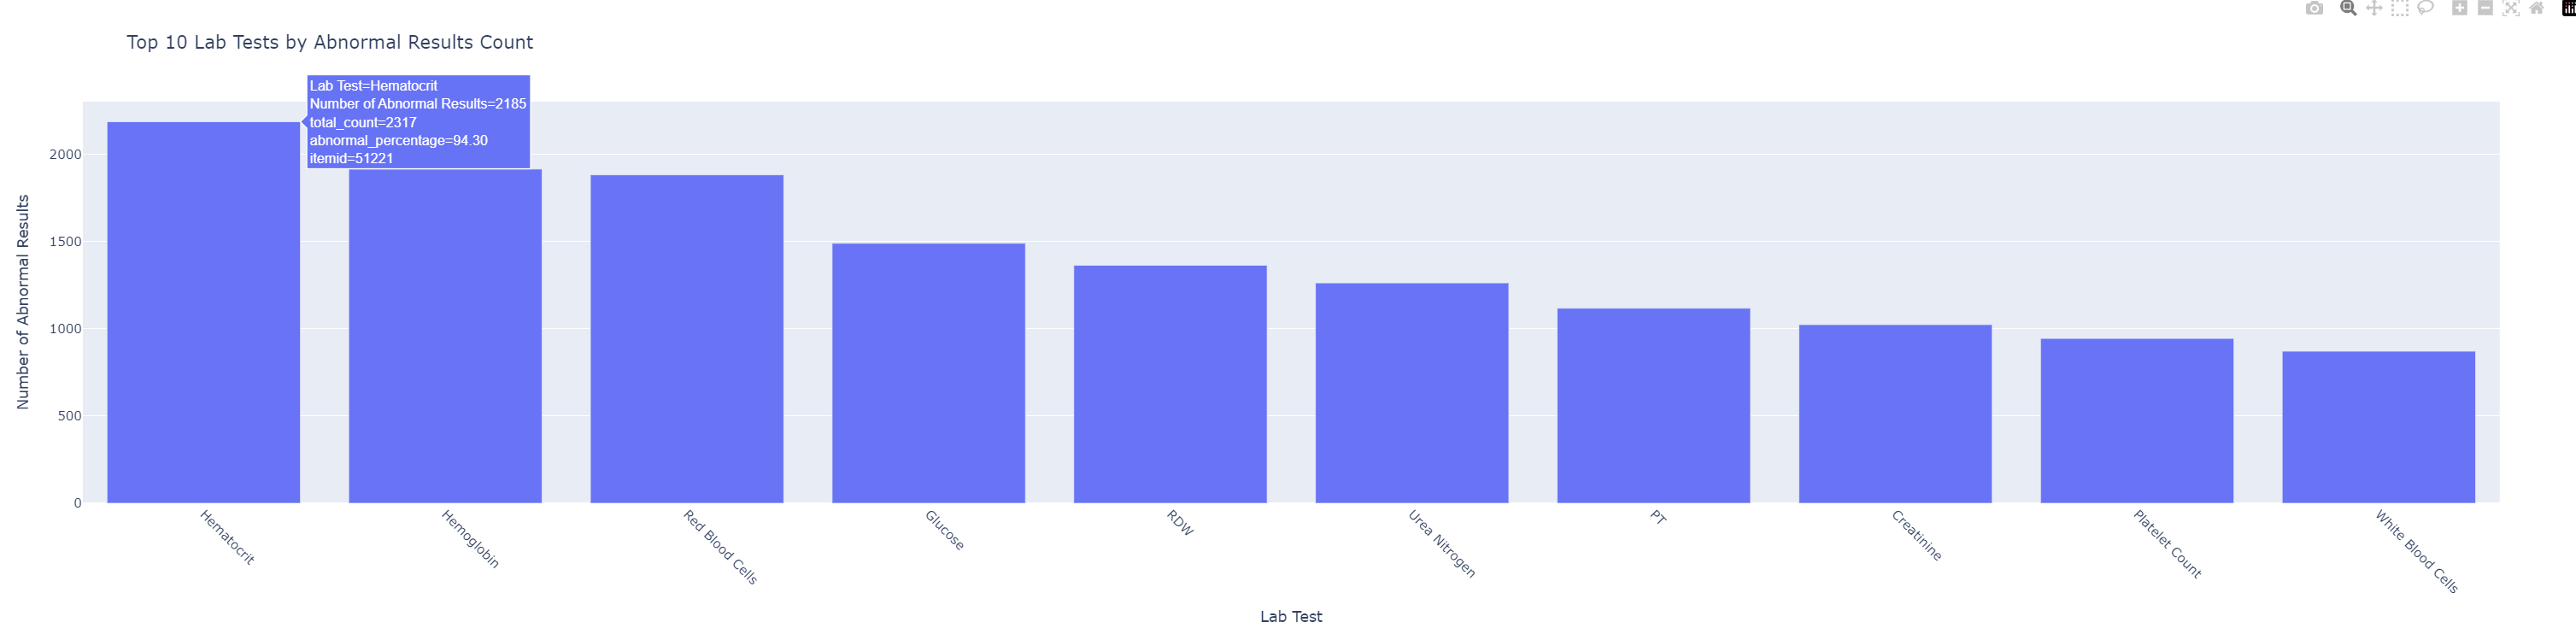 Top 10 Lab Tests by Abnormal Results Count
Lab Test=Hematocrit
Number of Abnormal Results=2185
total_count=2317
abnormal_percentage=94.30
itemid=51221
Number of Abnormal Results
2000
1500
1000
500
0
Hematocrit
Hemoglobin
Red Blood Cells
Glucose
RDW
Urea Nitrogen
PT
Creatinine
Platelet Count
White Blood Cells
Lab Test